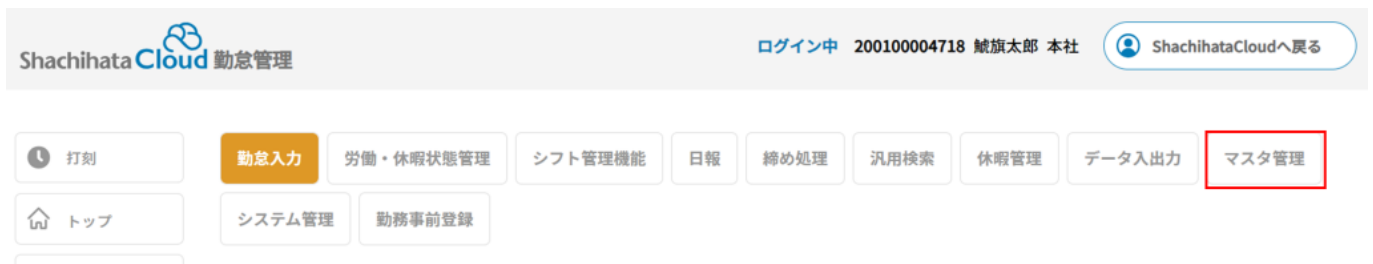 Shachihata Cloud 勤怠管理
ログイン中 200100004718 鯱旗太郎 本社
ShachihataCloudへ戻る
打刻
勤怠入力 労働・休暇状態管理 シフト管理機能 日報 締め処理 汎用検索 休暇管理 データ入出力 マスタ管理
トップ
システム管理 勤務事前登録